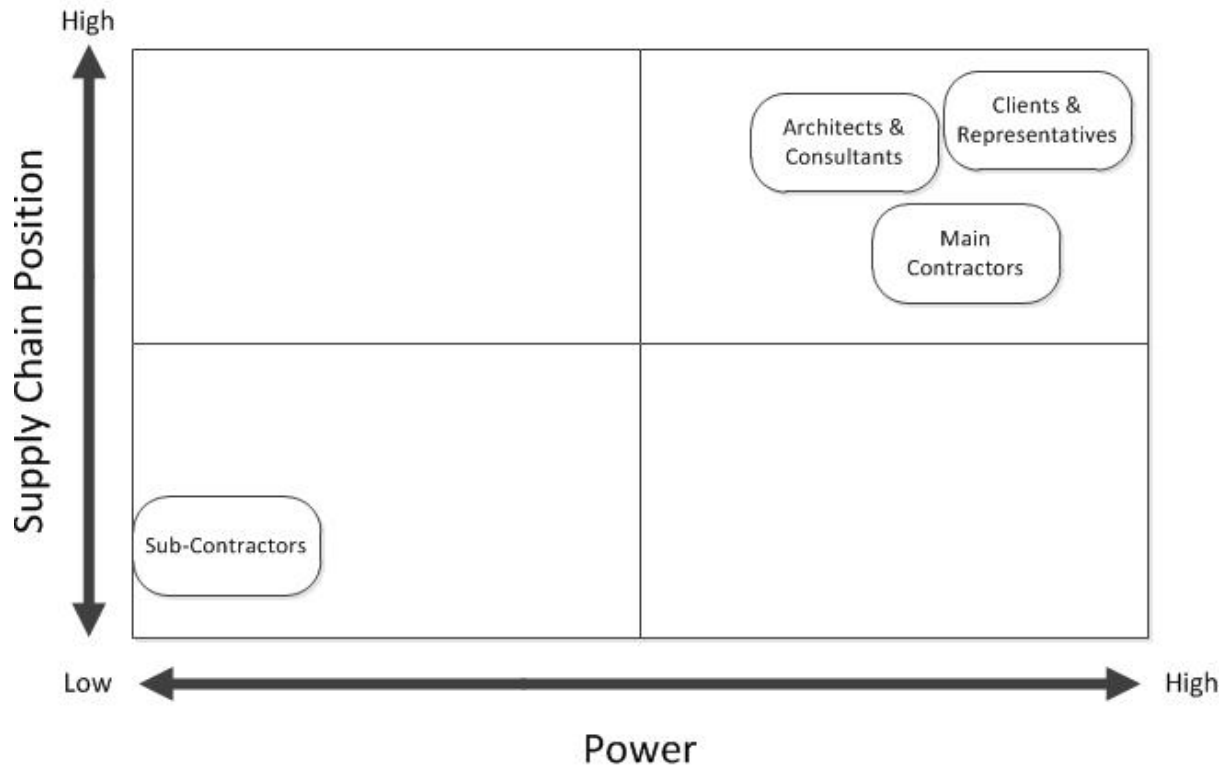 High
Supply Chain Position
Architects &
Consultants
Clients &
Representatives
Main
Contractors
Sub-Contractors
Low
High
Power